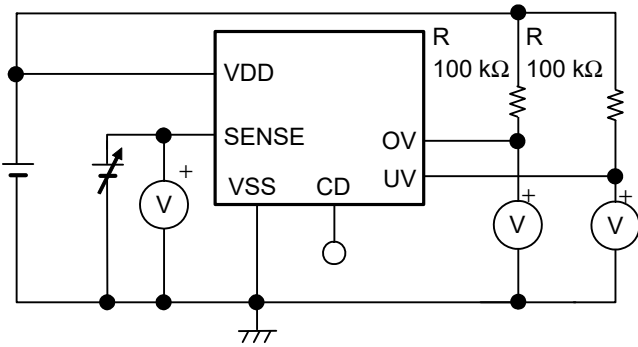 R R
100 kΩ 100 kΩ
VDD
SENSE
OV
+
V
VSS CD
UV
+ +
V V